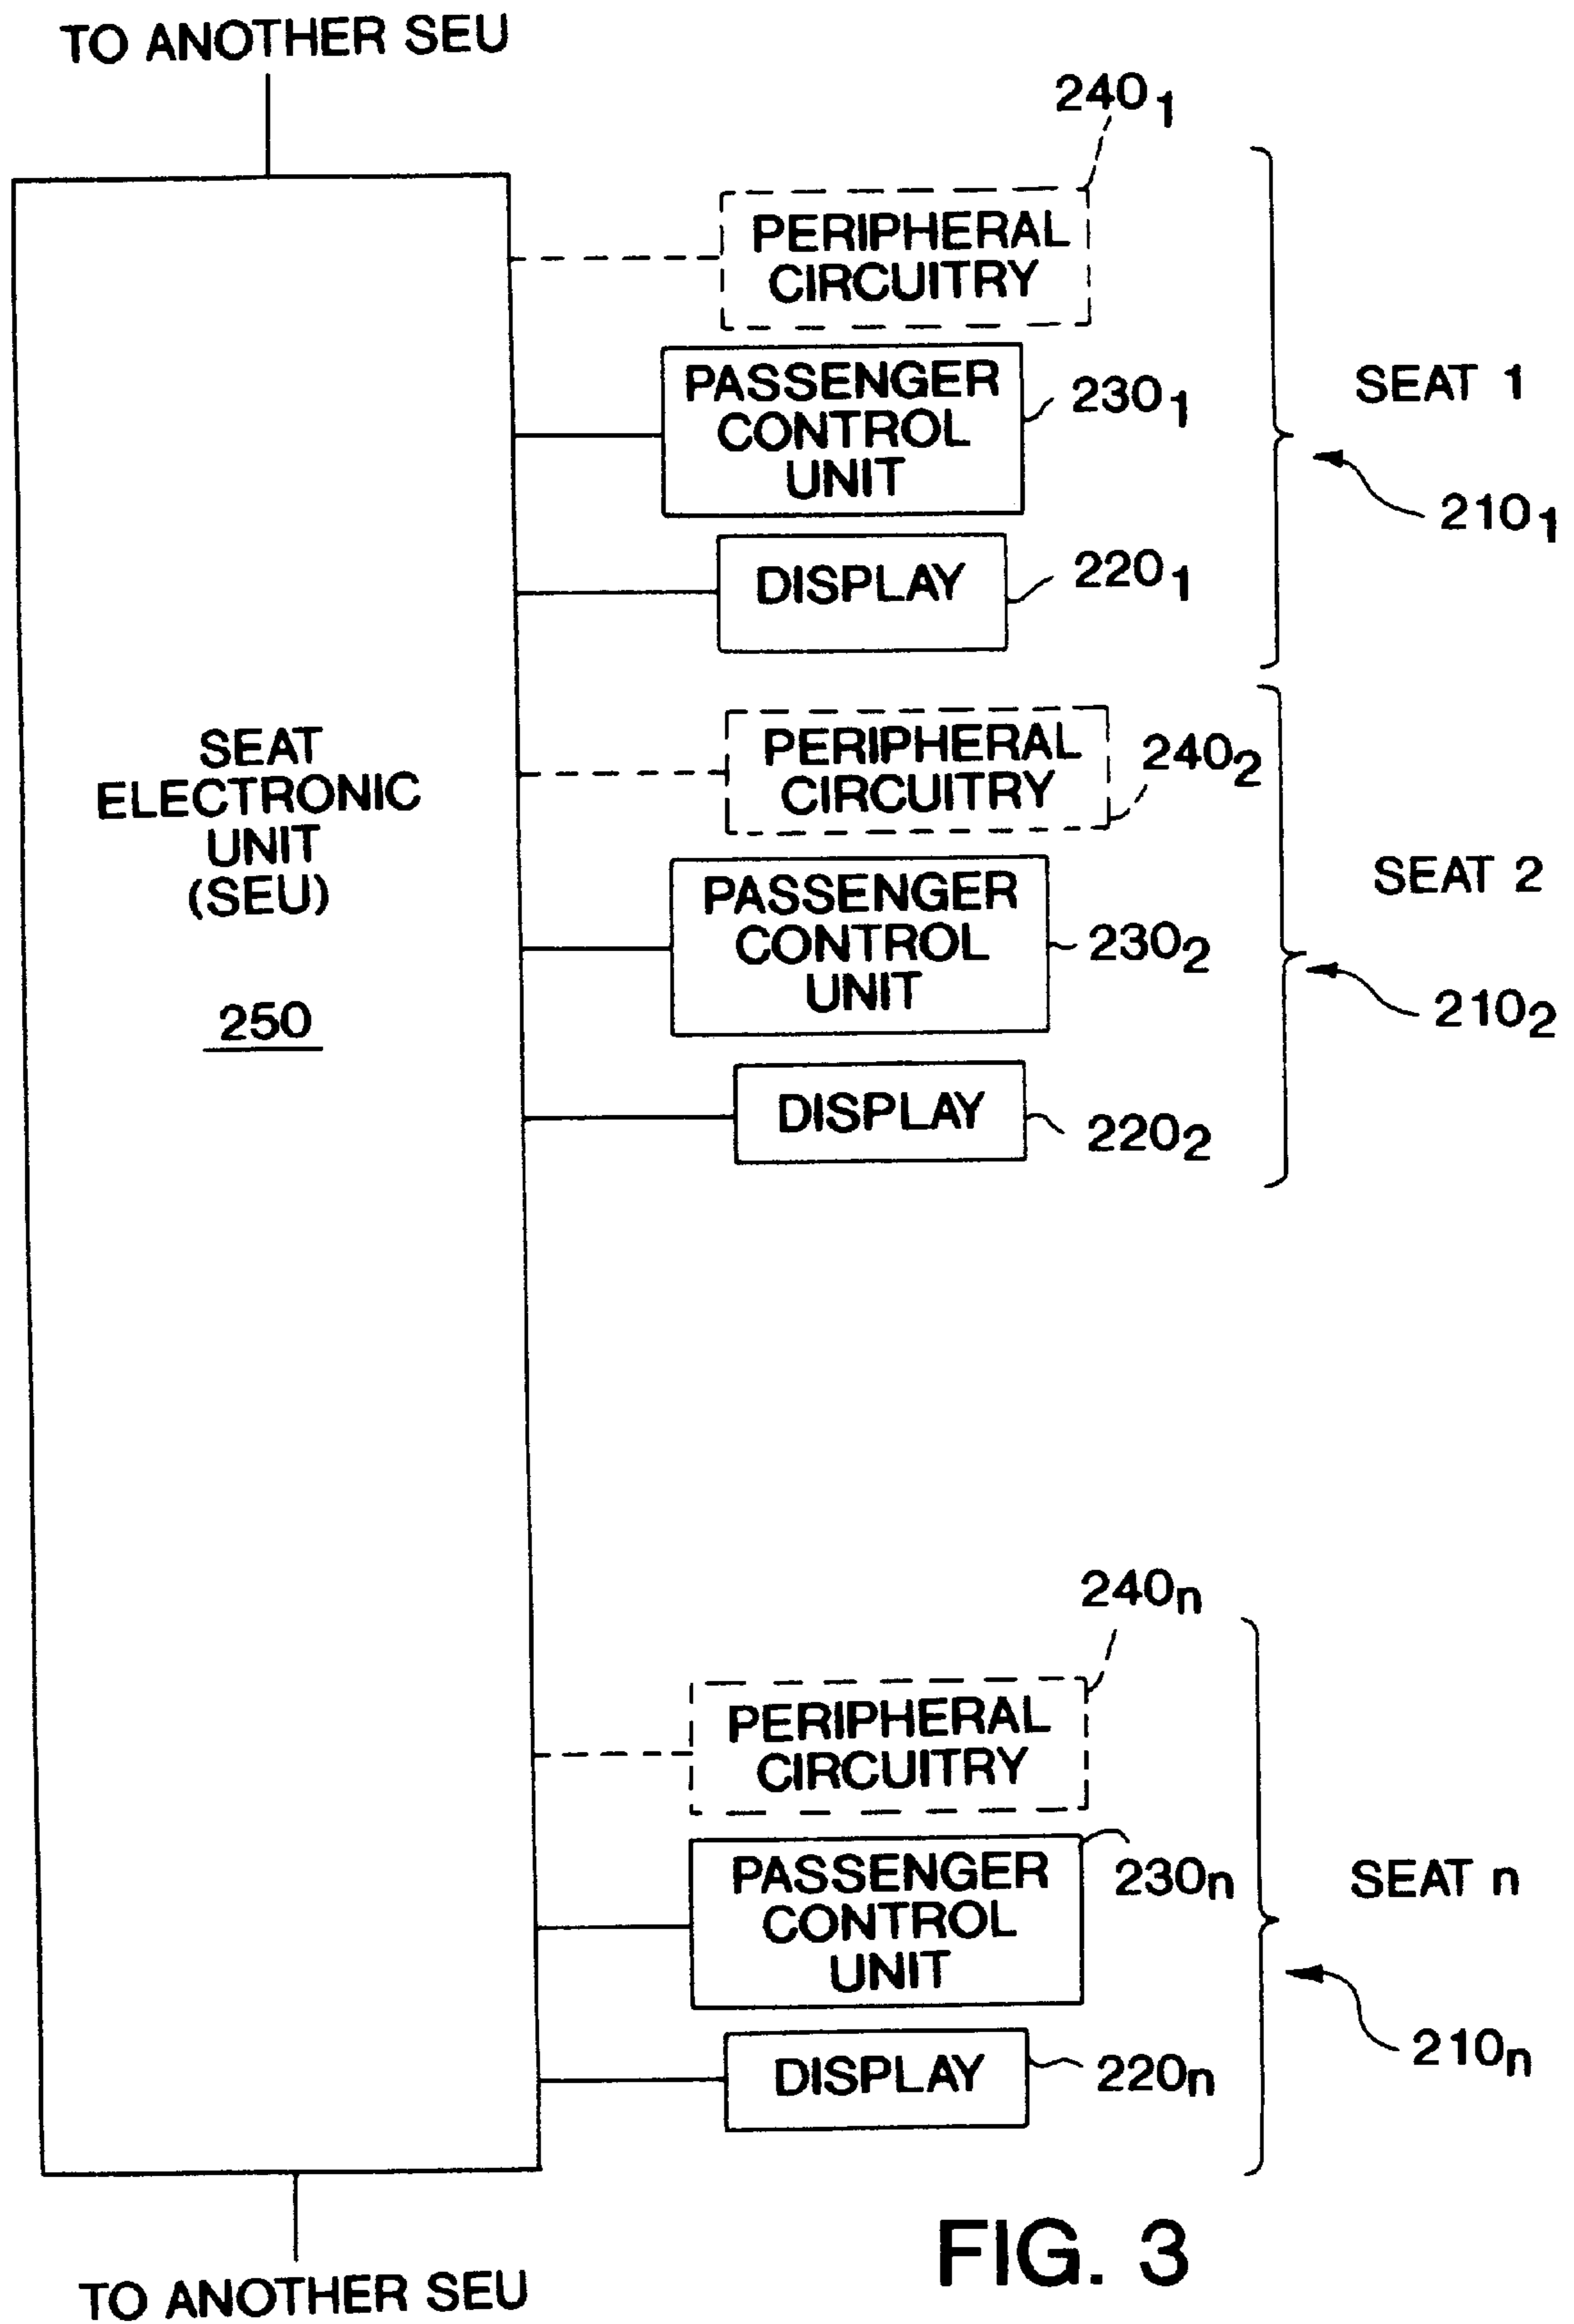 TO ANOTHER SEU
240₁
PERIPHERAL
CIRCUITRY
PASSENGER
CONTROL
UNIT
230₁
SEAT 1
210₁
DISPLAY
220₁
SEAT
ELECTRONIC
UNIT
(SEU)
250
PERIPHERAL
CIRCUITRY
240₂
PASSENGER
CONTROL
UNIT
230₂
SEAT 2
210₂
DISPLAY
220₂
240ₙ
PERIPHERAL
CIRCUITRY
PASSENGER
CONTROL
UNIT
230ₙ
SEAT n
210ₙ
DISPLAY
220ₙ
TO ANOTHER SEU
FIG. 3